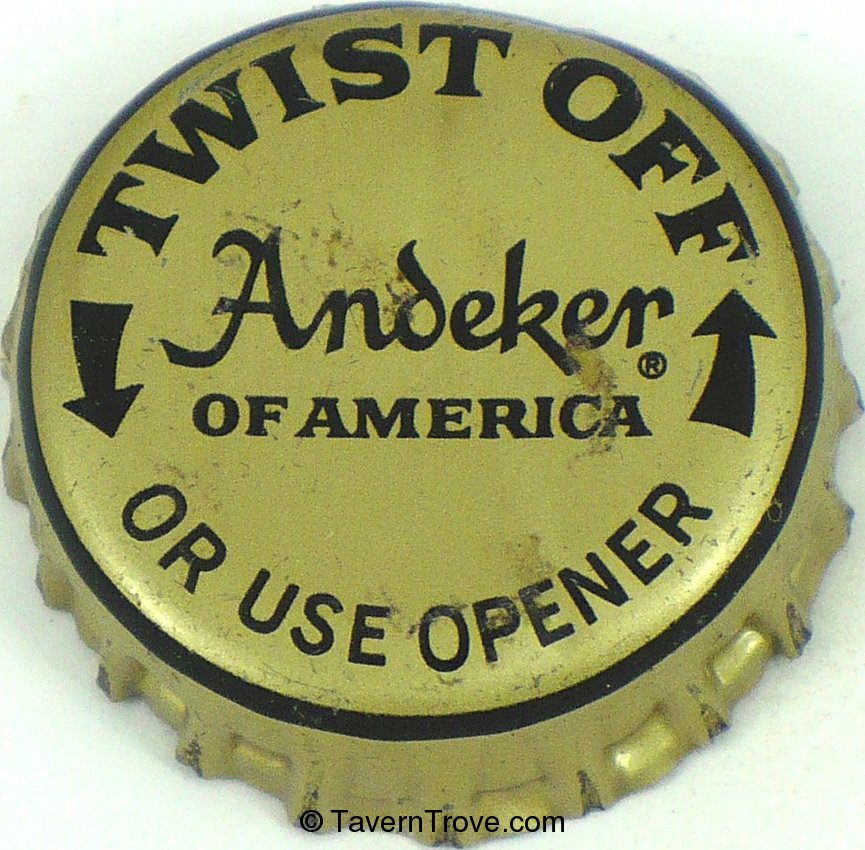 TWIST OFF
Andeker®
OF AMERICA
OR USE OPENER
© TavernTrove.com